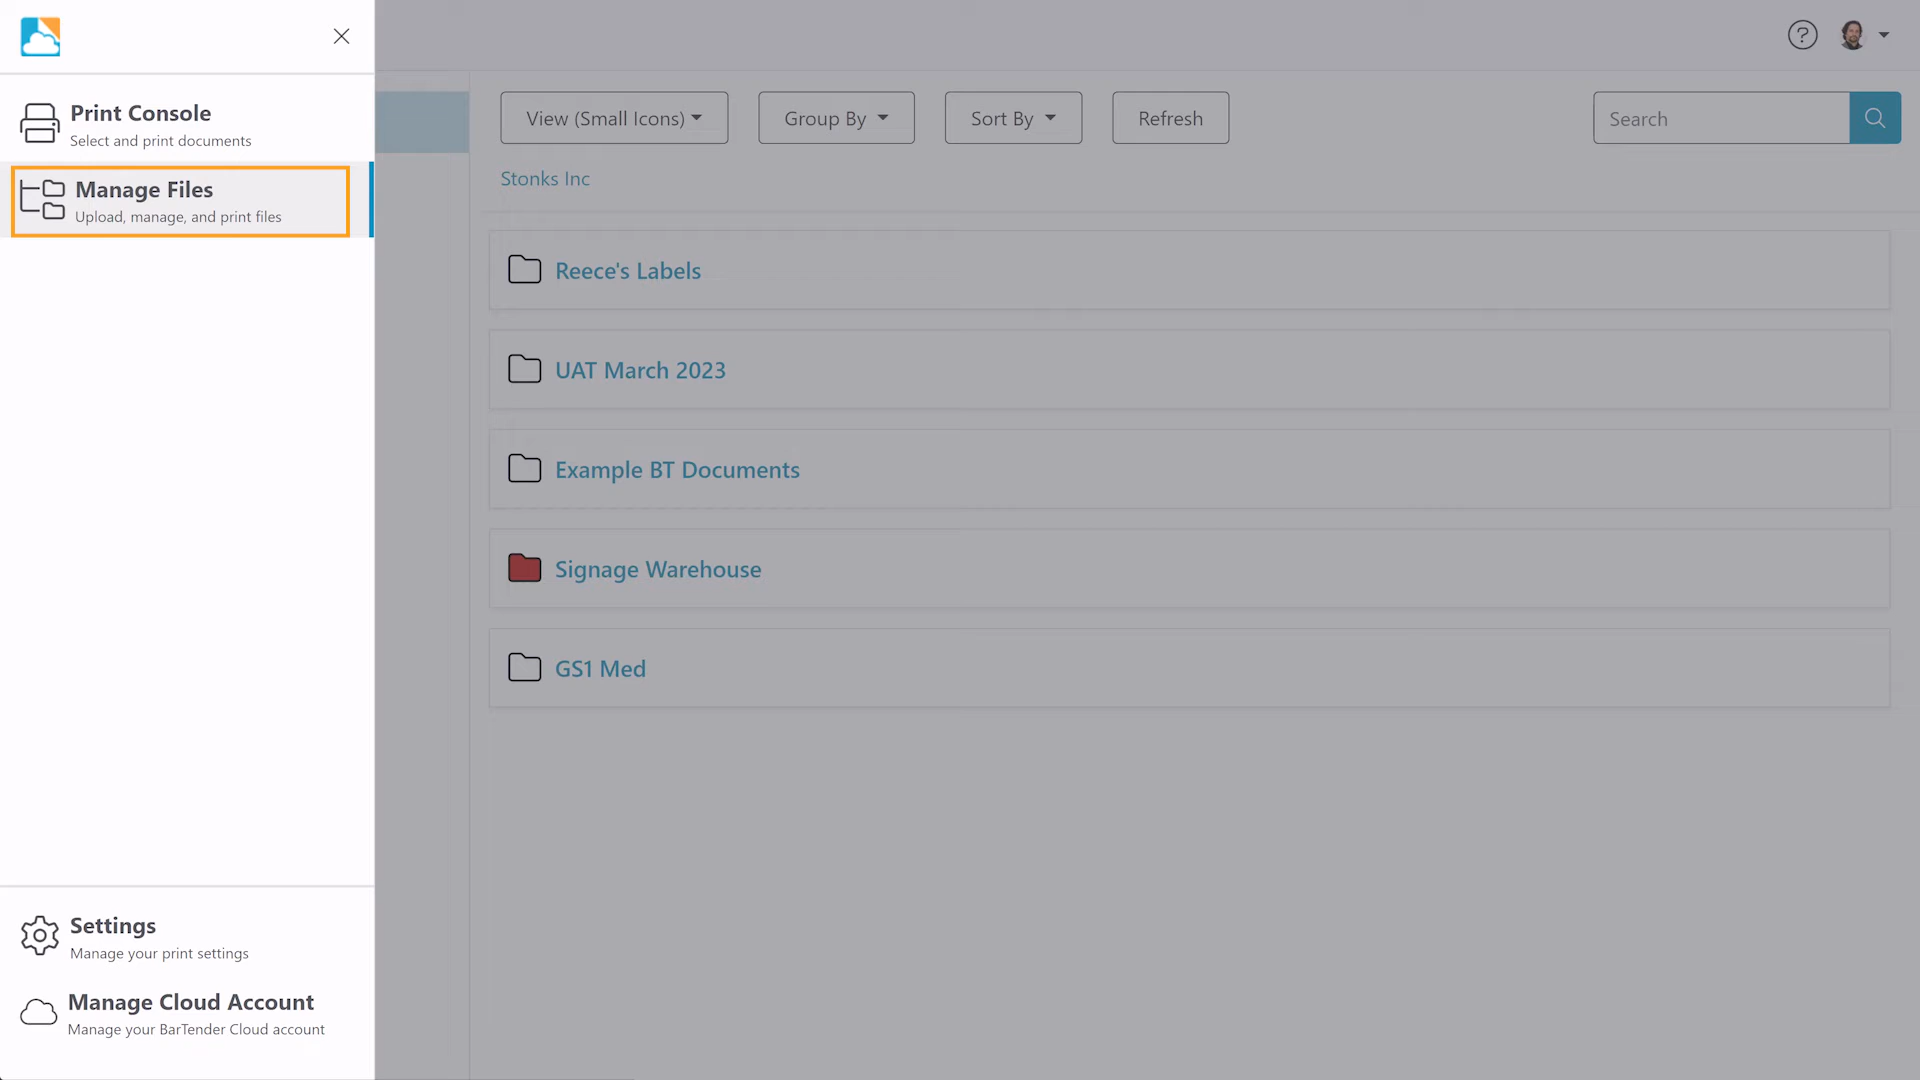 Print Console
Select and print documents
Manage Files
Upload, manage, and print files
Settings
Manage your print settings
Manage Cloud Account
Manage your BarTender Cloud account
?
View (Small Icons)
Group By
Sort By
Refresh
Search
Stonks Inc
Reece's Labels
UAT March 2023
Example BT Documents
Signage Warehouse
GS1 Med